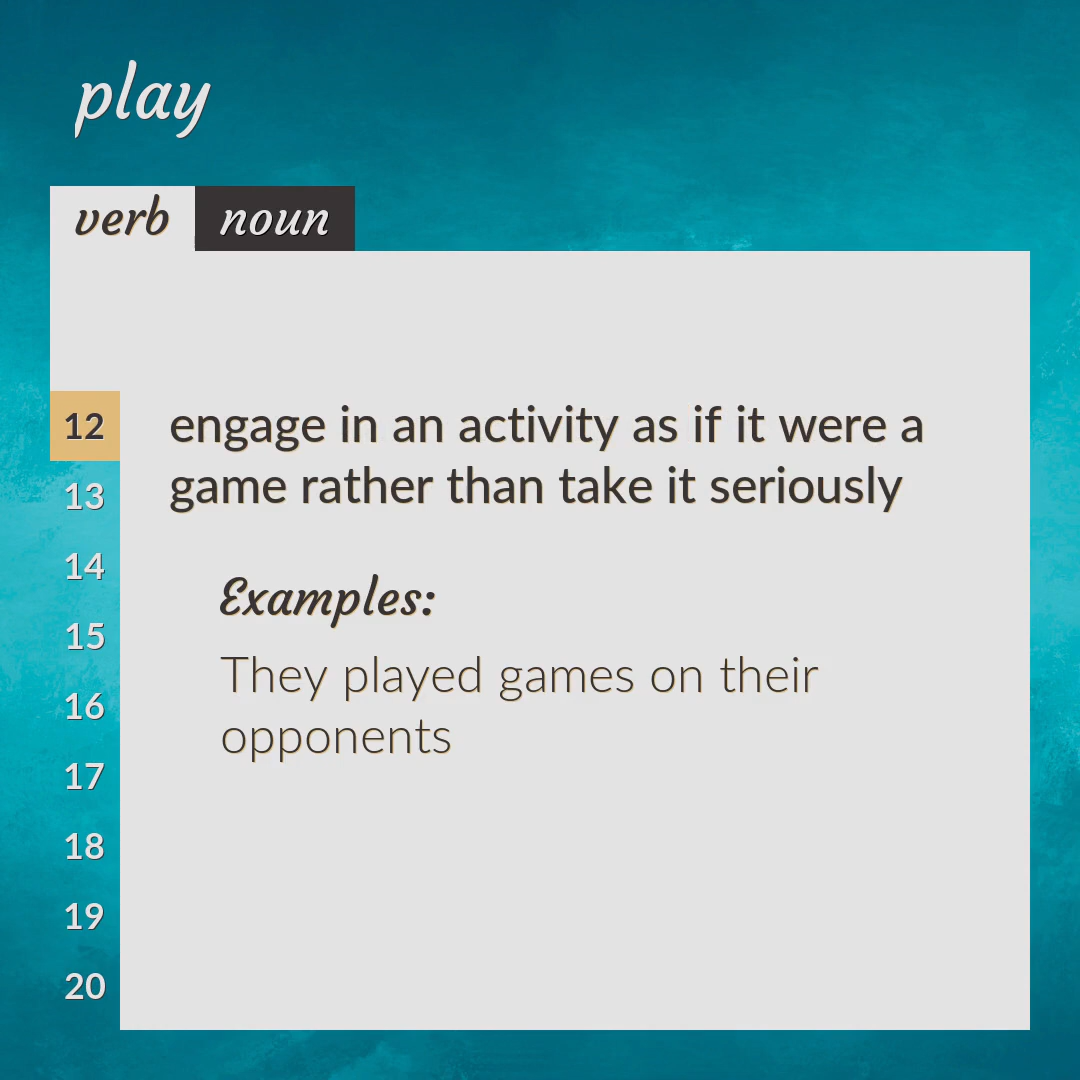 play
verb noun
12 engage in an activity as if it were a
game rather than take it seriously
13
14
15
16
17
18
19
20
Examples:
They played games on their
opponents